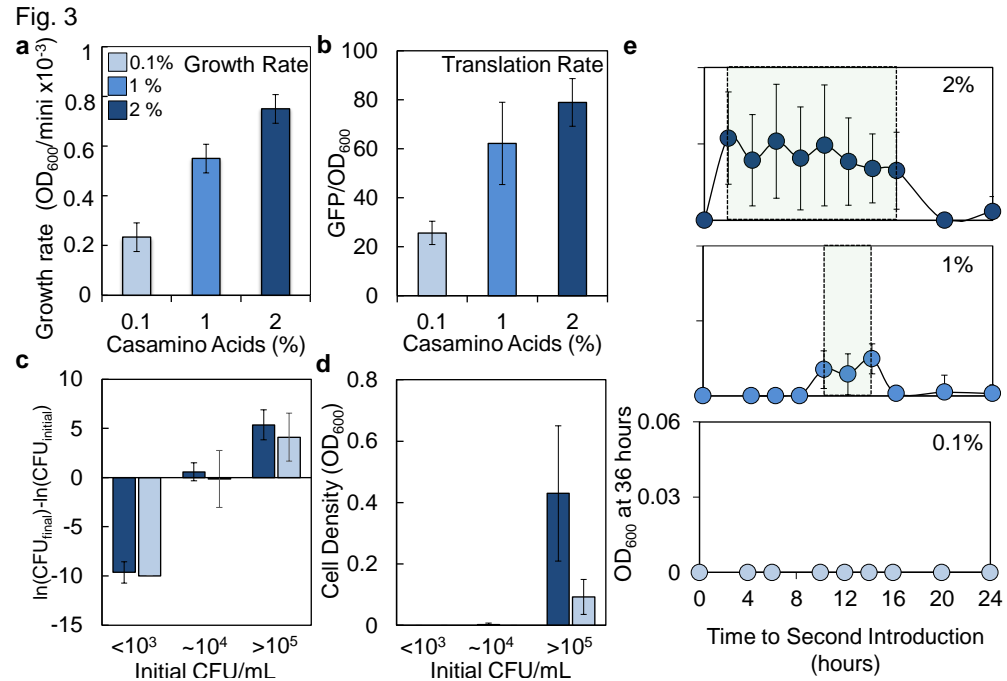 Fig. 3
a
Growth rate (OD600/mini x10-3)
1
0.8
0.6
0.4
0.2
0
0.1%
1 %
2 %
Growth Rate
0.1
1
2
Casamino Acids (%)
b
GFP/OD600
100
80
60
40
20
0
Translation Rate
0.1
1
2
Casamino Acids (%)
c
ln(CFUfinal)-ln(CFUinitial)
10
5
0
-5
-10
-15
<10³
~10⁴
>10⁵
Initial CFU/mL
d
Cell Density (OD600)
0.8
0.6
0.4
0.2
0
<10³
~10⁴
>10⁵
Initial CFU/mL
e
2%
1%
0.1%
OD600 at 36 hours
0.06
0.03
0
0
4
8
12
16
20
24
Time to Second Introduction
(hours)